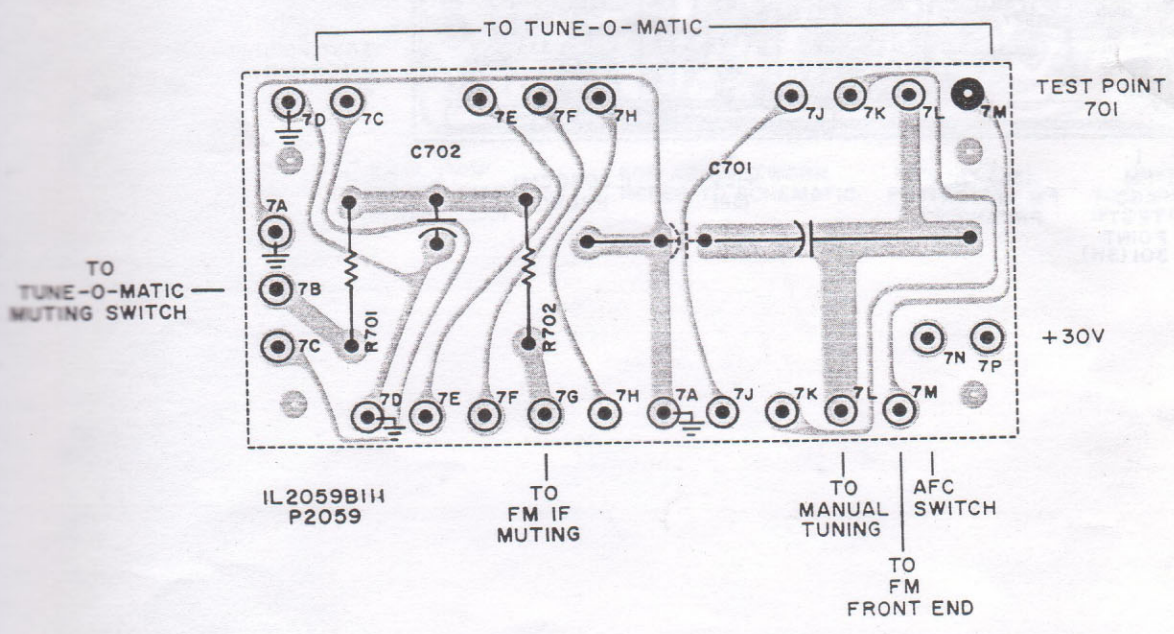 TO TUNE-O-MATIC
TEST POINT
701
7D
7C
7E
7F
7H
7J
7K
7L
7M
C702
C701
7A
TO
TUNE-O-MATIC
MUTING SWITCH
7B
7C
R701
R702
7N
7P
+30V
7D
7E
7F
7G
7H
7A
7J
7K
7L
7M
P2059
TO
FM IF
MUTING
TO
MANUAL
TUNING
AFC
SWITCH
TO
FM
FRONT END